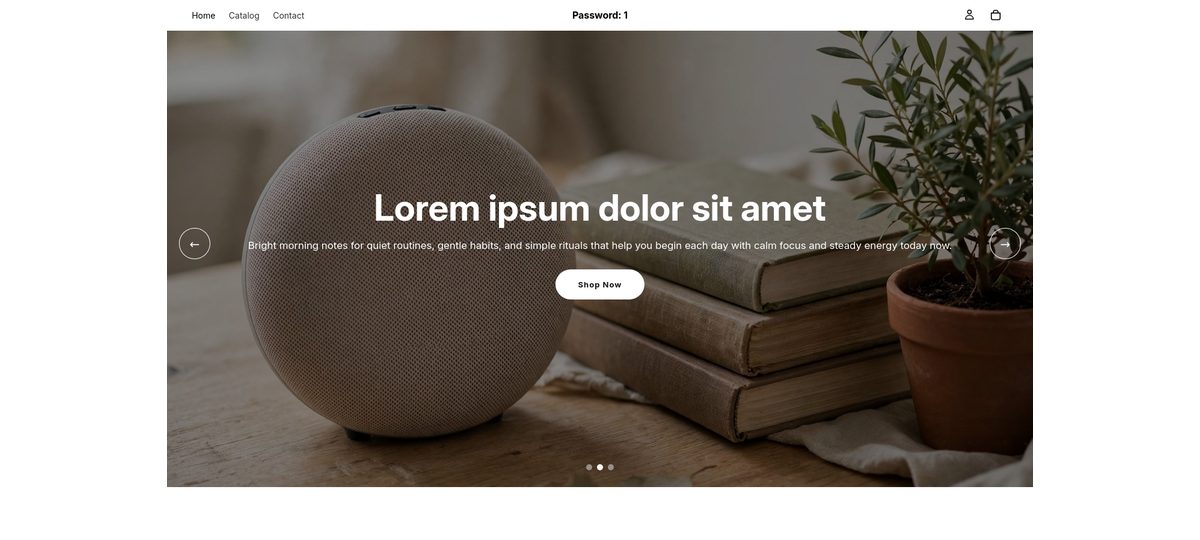 Home Catalog Contact
Password: 1
Lorem ipsum dolor sit amet
Bright morning notes for quiet routines, gentle habits, and simple rituals that help you begin each day with calm focus and steady energy today now.
Shop Now